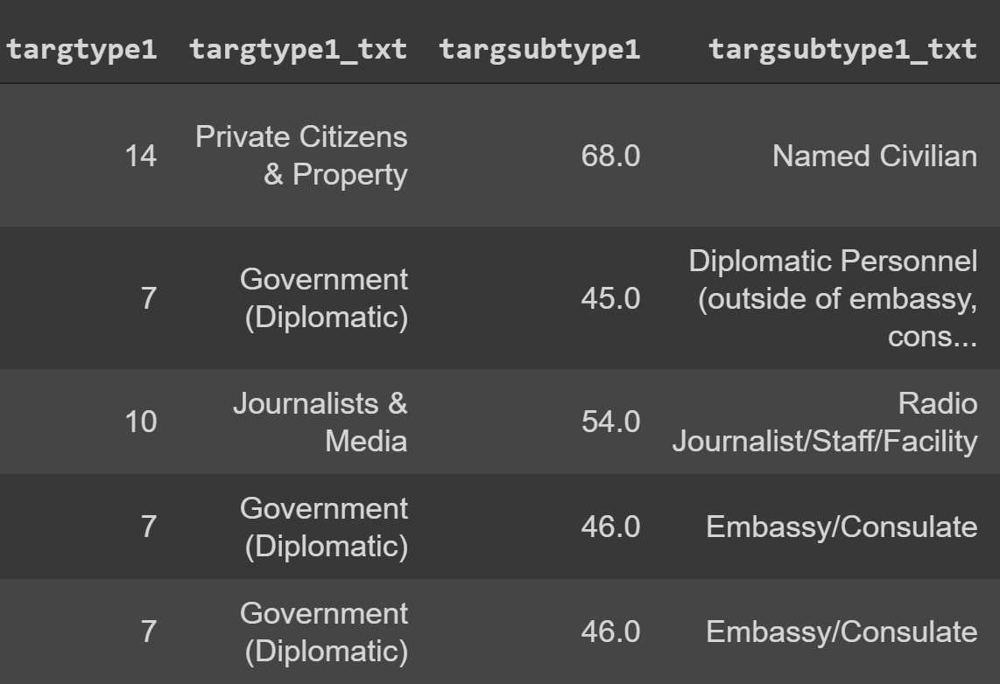 targtype1 targtype1_txt targsubtype1 targsubtype1_txt
14 Private Citizens & Property 68.0 Named Civilian
7 Government (Diplomatic) 45.0 Diplomatic Personnel (outside of embassy, cons...
10 Journalists & Media 54.0 Radio Journalist/Staff/Facility
7 Government (Diplomatic) 46.0 Embassy/Consulate
7 Government (Diplomatic) 46.0 Embassy/Consulate